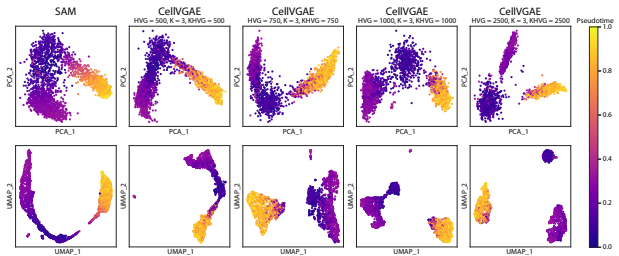 SAM
CellVGAE
HVG = 500, K = 3, KHVG = 500
CellVGAE
HVG = 750, K = 3, KHVG = 750
CellVGAE
HVG = 1000, K = 3, KHVG = 1000
CellVGAE
HVG = 2500, K = 3, KHVG = 2500
Pseudotime
PCA_2
PCA_2
PCA_2
PCA_2
PCA_2
PCA_1
PCA_1
PCA_1
PCA_1
PCA_1
UMAP_2
UMAP_2
UMAP_2
UMAP_2
UMAP_2
UMAP_1
UMAP_1
UMAP_1
UMAP_1
UMAP_1
1.0
0.8
0.6
0.4
0.2
0.0